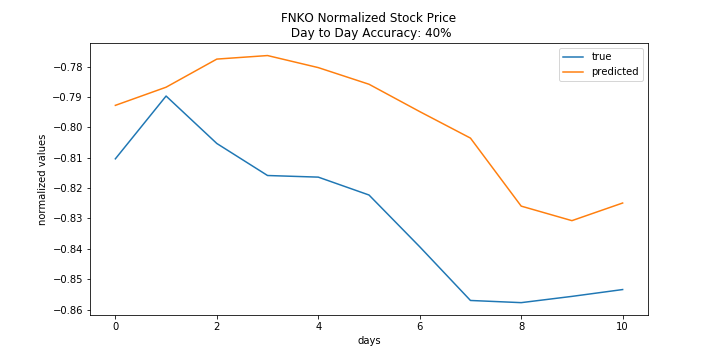 FNKO Normalized Stock Price
Day to Day Accuracy: 40%
true
predicted
−0.78
−0.79
−0.80
−0.81
−0.82
−0.83
−0.84
−0.85
−0.86
normalized values
0
2
4
6
8
10
days